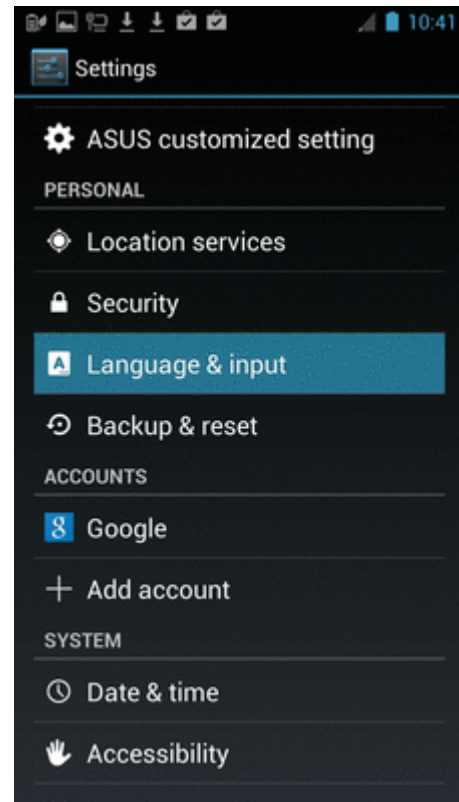 10:41
Settings
ASUS customized setting
PERSONAL
Location services
Security
A Language & input
Backup & reset
ACCOUNTS
8 Google
Add account
SYSTEM
Date & time
Accessibility